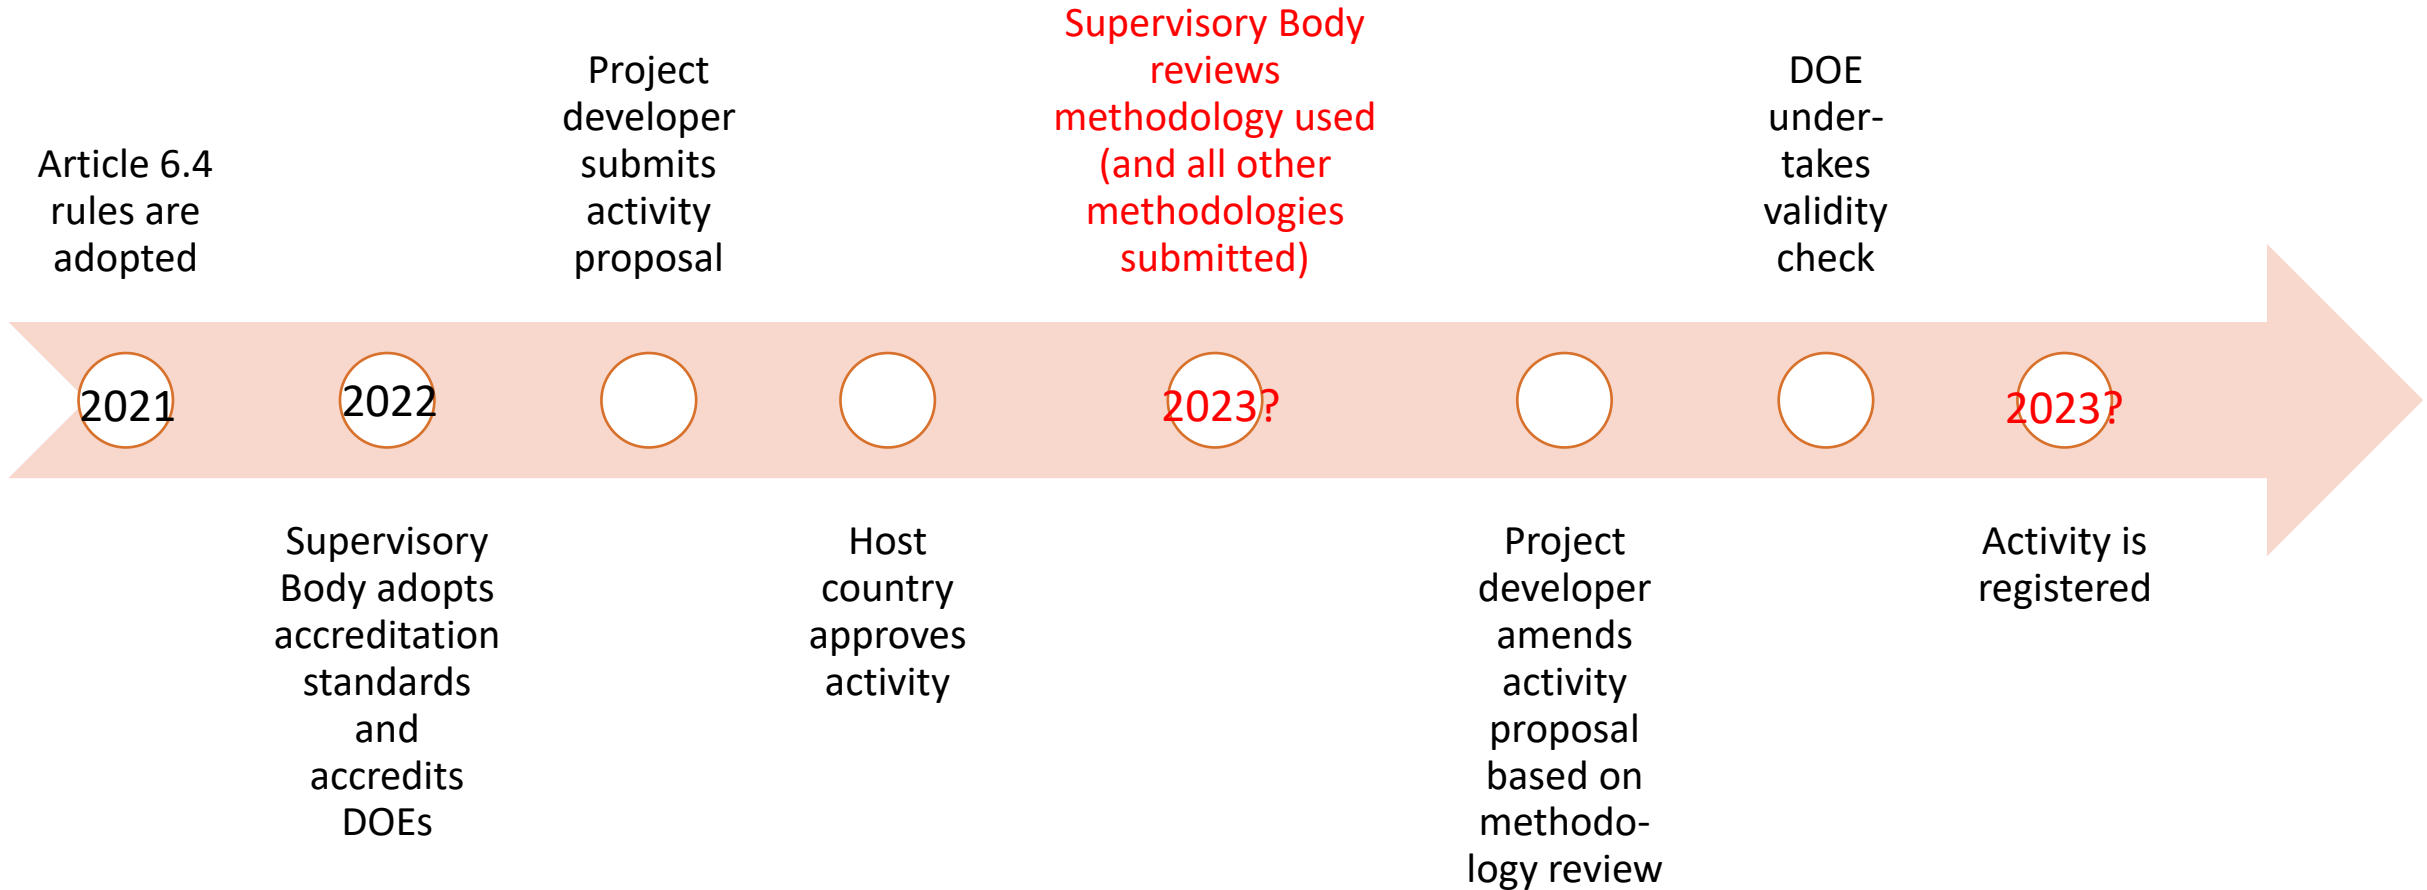 Article 6.4
rules are
adopted
2021
2022
Supervisory
Body adopts
accreditation
standards
and
accredits
DOEs
Project
developer
submits
activity
proposal
Host
country
approves
activity
Supervisory Body
reviews
methodology used
(and all other
methodologies
submitted)
2023?
Project
developer
amends
activity
proposal
based on
methodo-
logy review
DOE
under-
takes
validity
check
2023?
Activity is
registered